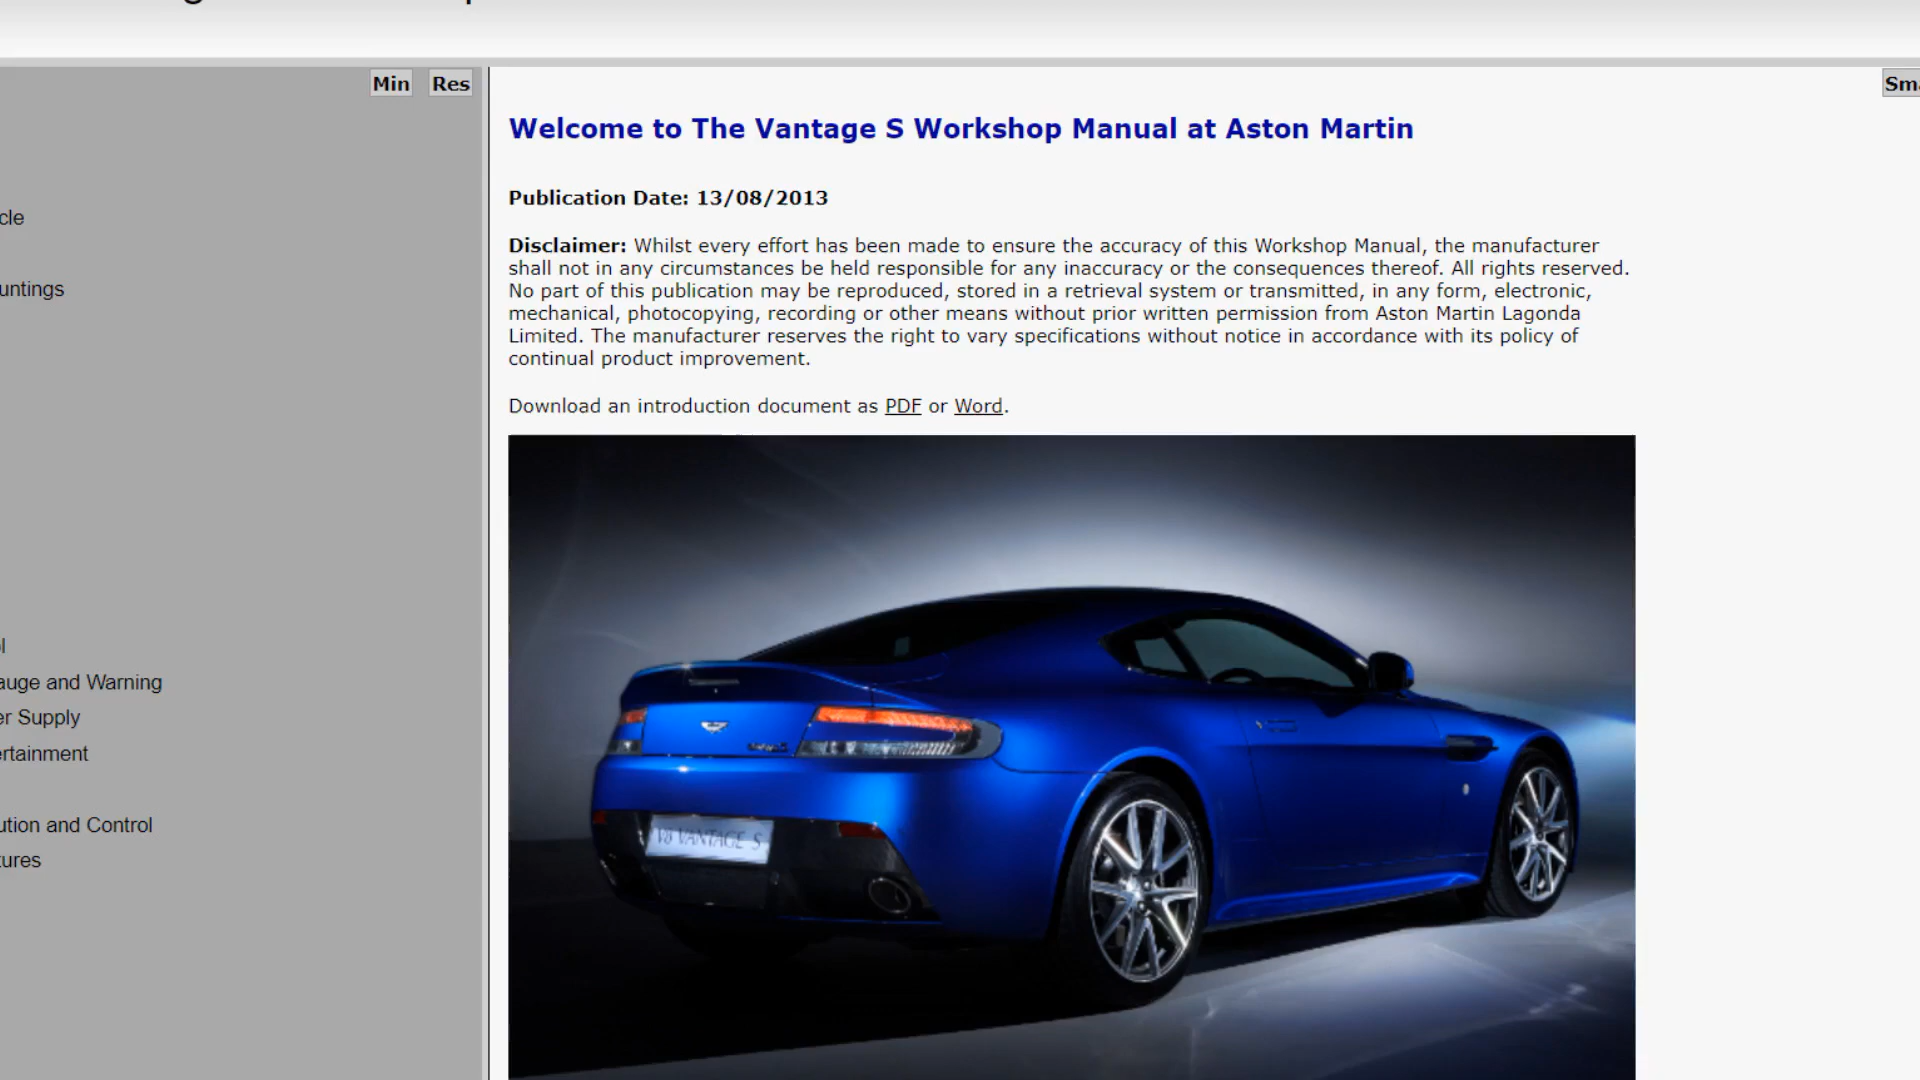 Min Res
Sm
cle
untings
auge and Warning
er Supply
ertainment
ution and Control
tures
Welcome to The Vantage S Workshop Manual at Aston Martin
Publication Date: 13/08/2013
Disclaimer: Whilst every effort has been made to ensure the accuracy of this Workshop Manual, the manufacturer
shall not in any circumstances be held responsible for any inaccuracy or the consequences thereof. All rights reserved.
No part of this publication may be reproduced, stored in a retrieval system or transmitted, in any form, electronic,
mechanical, photocopying, recording or other means without prior written permission from Aston Martin Lagonda
Limited. The manufacturer reserves the right to vary specifications without notice in accordance with its policy of
continual product improvement.
Download an introduction document as PDF or Word.
V8 VANTAGE S